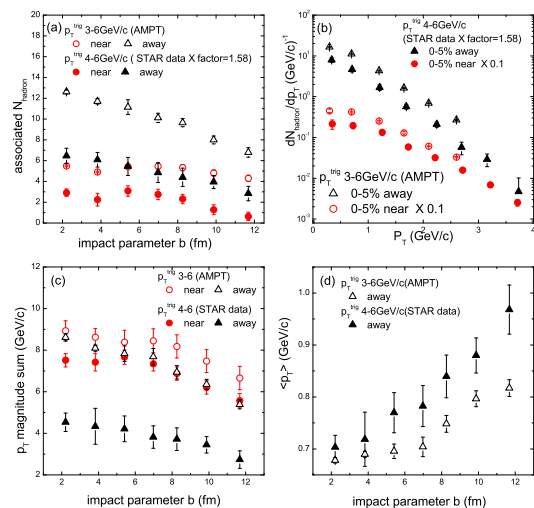 (a)
p_T^trig 3-6GeV/c (AMPT)
near away
p_T^trig 4-6GeV/c ( STAR data X factor=1.58)
near away
associated N_hadron
16
14
12
10
8
6
4
2
0
2 4 6 8 10 12
impact parameter b (fm)
(b)
p_T^trig 4-6GeV/c
(STAR data X factor=1.58)
0-5% away
0-5% near X 0.1
dN_hadron/dp_T (GeV/c)^-1
10^2
10^1
10^0
10^-1
10^-2
10^-3
p_T^trig 3-6GeV/c (AMPT)
0-5% away
0-5% near X 0.1
0 1 2 3
P_T (GeV/c)
(c)
p_T^trig 3-6 (AMPT)
near away
p_T^trig 4-6 (STAR data)
near away
p_T magnitude sum (GeV/c)
12
10
8
6
4
2
2 4 6 8 10 12
impact parameter b (fm)
(d)
p_T^trig 3-6GeV/c(AMPT)
away
p_T^trig 4-6GeV/c(STAR data)
away
<p_T> (GeV/c)
1.0
0.9
0.8
0.7
0.6
2 4 6 8 10 12
impact parameter b (fm)